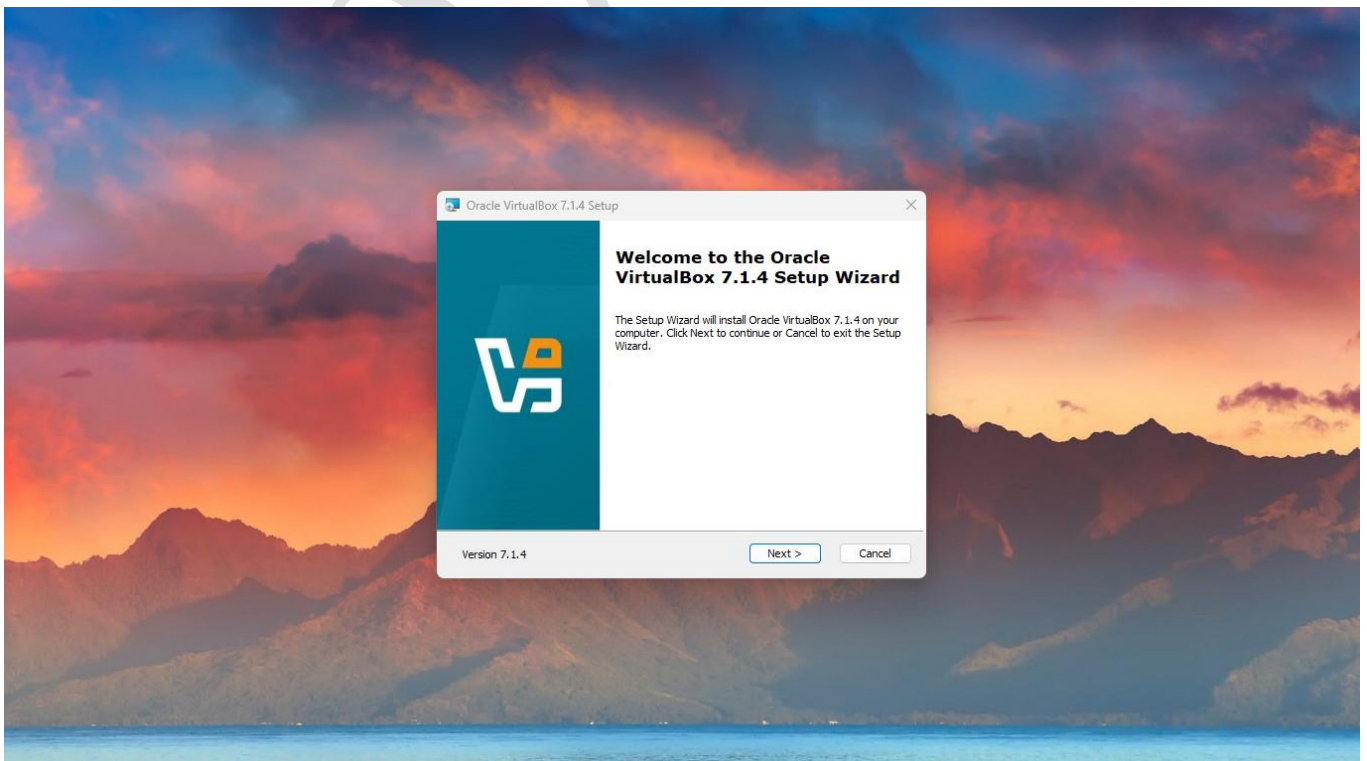 Oracle VirtualBox 7.1.4 Setup
Welcome to the Oracle
VirtualBox 7.1.4 Setup Wizard
The Setup Wizard will install Oracle VirtualBox 7.1.4 on your
computer. Click Next to continue or Cancel to exit the Setup
Wizard.
Version 7.1.4
Next >
Cancel